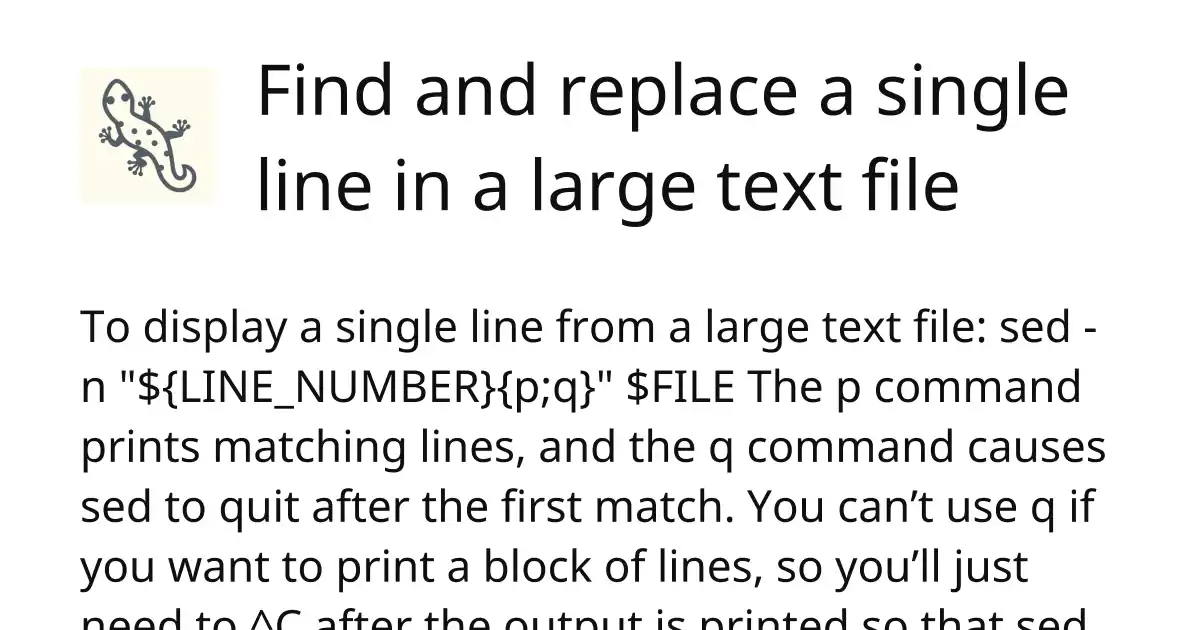 Find and replace a single
line in a large text file
To display a single line from a large text file: sed -
n "${LINE_NUMBER}{p;q}" $FILE The p command
prints matching lines, and the q command causes
sed to quit after the first match. You can’t use q if
you want to print a block of lines, so you’ll just
need to ^C after the output is printed so that sed